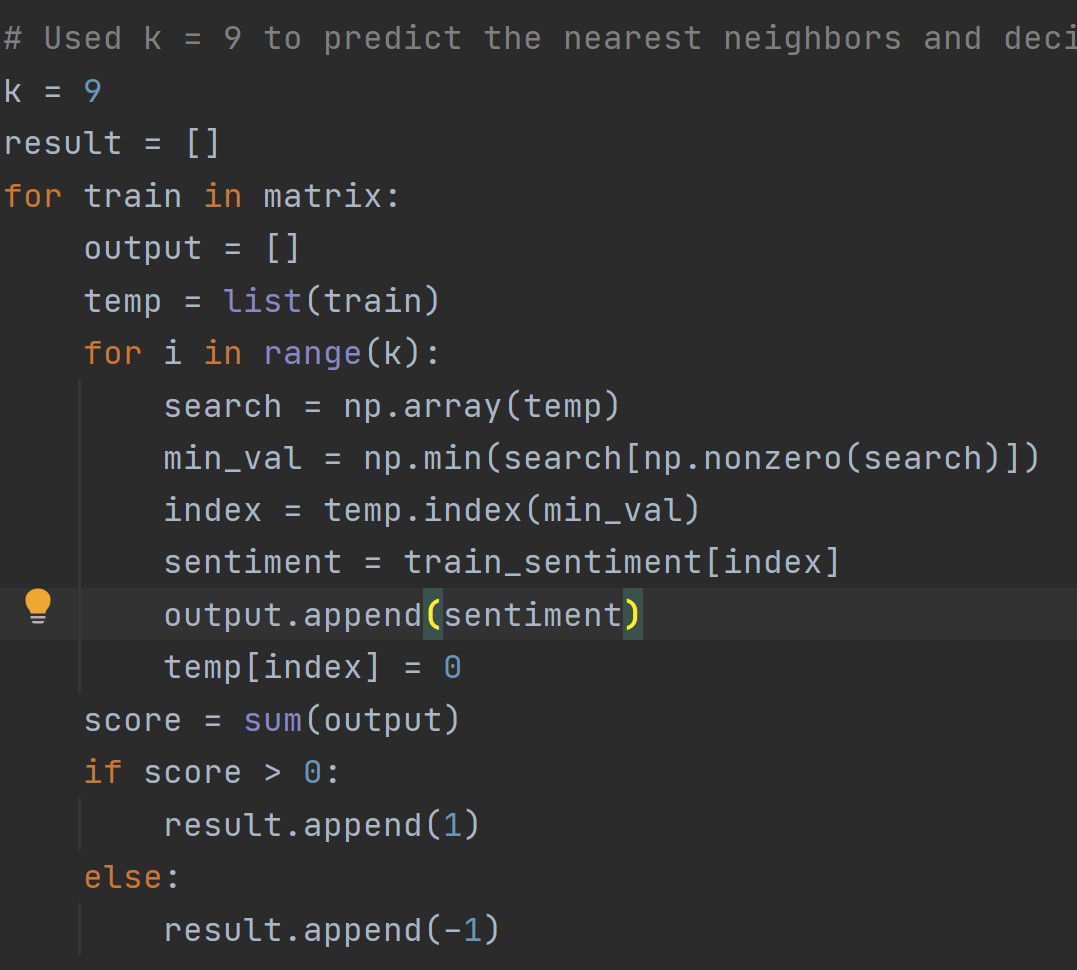 # Used k = 9 to predict the nearest neighbors and
k = 9
result = []
for train in matrix:
    output = []
    temp = list(train)
    for i in range(k):
        search = np.array(temp)
        min_val = np.min(search[np.nonzero(search)])
        index = temp.index(min_val)
        sentiment = train_sentiment[index]
        output.append(sentiment)
        temp[index] = 0
    score = sum(output)
    if score > 0:
        result.append(1)
    else:
        result.append(-1)